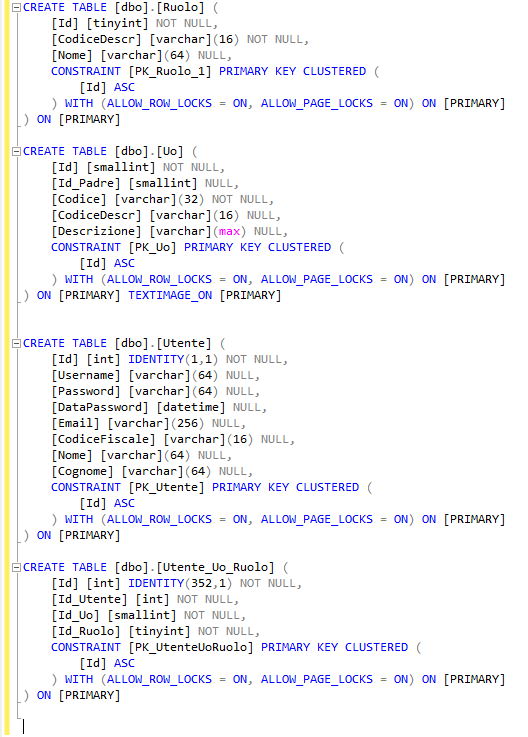 CREATE TABLE [dbo].[Ruolo] (
    [Id] [tinyint] NOT NULL,
    [CodiceDescr] [varchar](16) NOT NULL,
    [Nome] [varchar](64) NULL,
    CONSTRAINT [PK_Ruolo_1] PRIMARY KEY CLUSTERED (
        [Id] ASC
    ) WITH (ALLOW_ROW_LOCKS = ON, ALLOW_PAGE_LOCKS = ON) ON [PRIMARY]
) ON [PRIMARY]

CREATE TABLE [dbo].[Uo] (
    [Id] [smallint] NOT NULL,
    [Id_Padre] [smallint] NULL,
    [Codice] [varchar](32) NOT NULL,
    [CodiceDescr] [varchar](16) NULL,
    [Descrizione] [varchar](max) NULL,
    CONSTRAINT [PK_Uo] PRIMARY KEY CLUSTERED (
        [Id] ASC
    ) WITH (ALLOW_ROW_LOCKS = ON, ALLOW_PAGE_LOCKS = ON) ON [PRIMARY]
) ON [PRIMARY] TEXTIMAGE_ON [PRIMARY]


CREATE TABLE [dbo].[Utente] (
    [Id] [int] IDENTITY(1,1) NOT NULL,
    [Username] [varchar](64) NULL,
    [Password] [varchar](64) NULL,
    [DataPassword] [datetime] NULL,
    [Email] [varchar](256) NULL,
    [CodiceFiscale] [varchar](16) NULL,
    [Nome] [varchar](64) NULL,
    [Cognome] [varchar](64) NULL,
    CONSTRAINT [PK_Utente] PRIMARY KEY CLUSTERED (
        [Id] ASC
    ) WITH (ALLOW_ROW_LOCKS = ON, ALLOW_PAGE_LOCKS = ON) ON [PRIMARY]
) ON [PRIMARY]

CREATE TABLE [dbo].[Utente_Uo_Ruolo] (
    [Id] [int] IDENTITY(352,1) NOT NULL,
    [Id_Utente] [int] NOT NULL,
    [Id_Uo] [smallint] NOT NULL,
    [Id_Ruolo] [tinyint] NOT NULL,
    CONSTRAINT [PK_UtenteUoRuolo] PRIMARY KEY CLUSTERED (
        [Id] ASC
    ) WITH (ALLOW_ROW_LOCKS = ON, ALLOW_PAGE_LOCKS = ON) ON [PRIMARY]
) ON [PRIMARY]